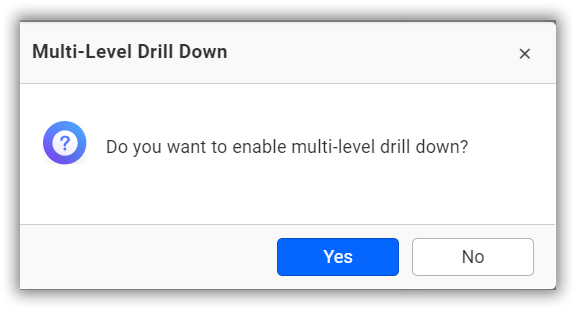 Multi-Level Drill Down
Do you want to enable multi-level drill down?
Yes
No